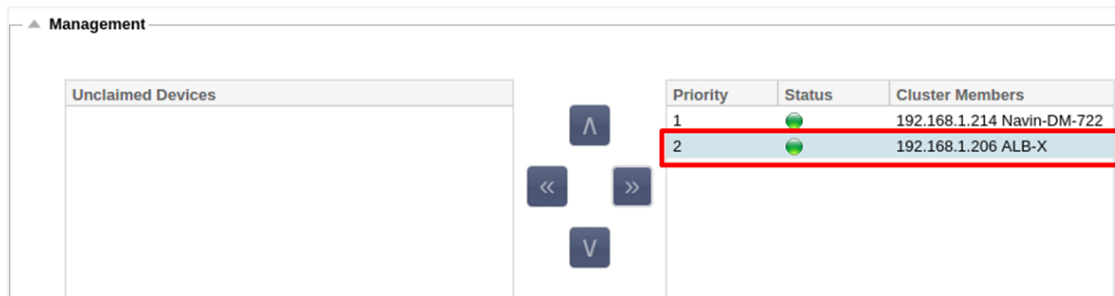 Management
Unclaimed Devices
Priority Status Cluster Members
1 192.168.1.214 Navin-DM-722
2 192.168.1.206 ALB-X